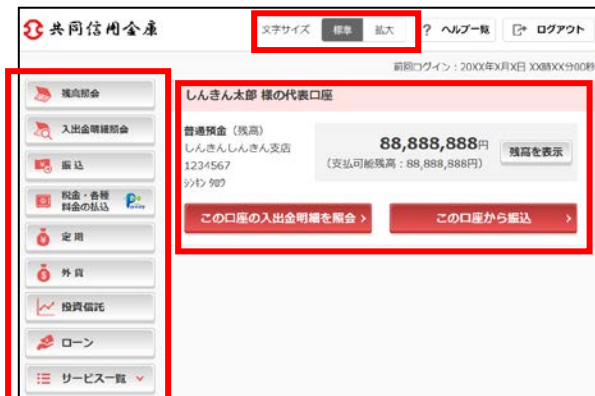 共同信用金庫
文字サイズ 標準 拡大 ? ヘルプ一覧 ログアウト
前回ログイン：20XX年X月X日 XX時XX分00秒
残高照会
入出金明細照会
振込
税金・各種
料金の払込
定期
外貨
投資信託
ローン
サービス一覧
しんきん太郎 様の代表口座
普通預金（残高）
しんきんしんきん支店
1234567
ｼﾝｷﾝ ﾀﾛｳ
88,888,888円
（支払可能残高：88,888,888円）
残高を表示
この口座の入出金明細を照会 ›
この口座から振込 ›